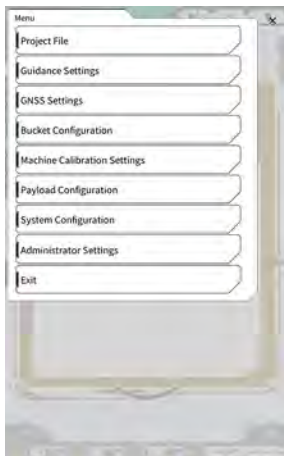 Menu
Project File
Guidance Settings
GNSS Settings
Bucket Configuration
Machine Calibration Settings
Payload Configuration
System Configuration
Administrator Settings
Exit